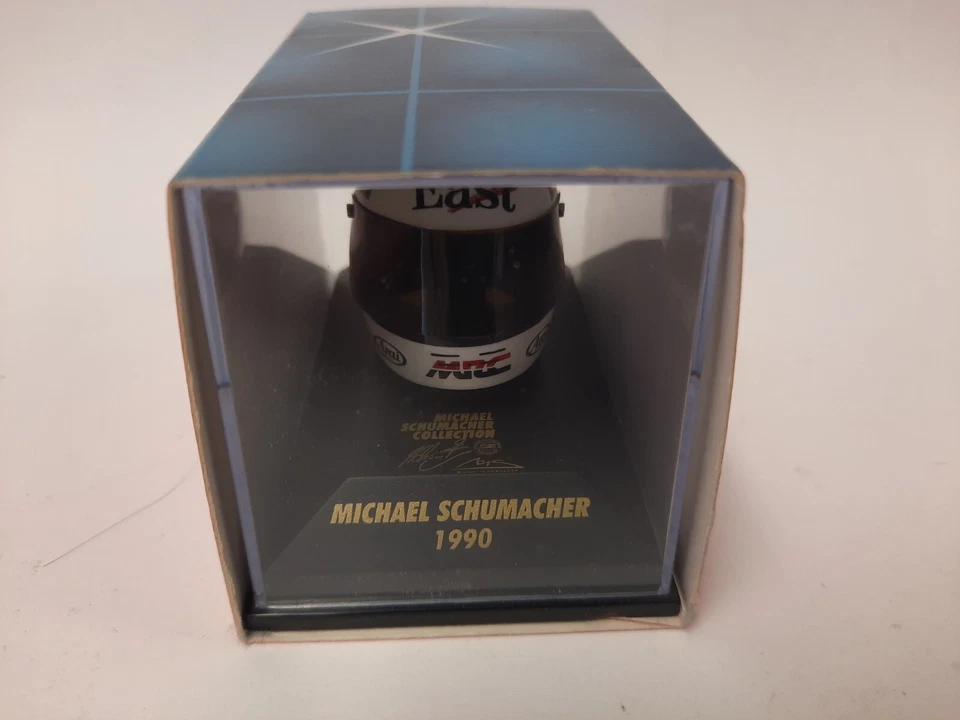 East
Arai
MRC
MICHAEL
SCHUMACHER
COLLECTION
MICHAEL SCHUMACHER
1990